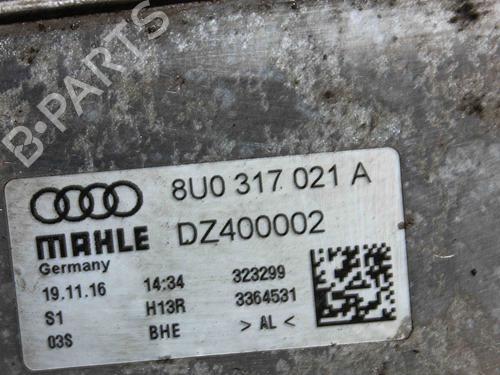 B-PARTS
8U0 317 021 A
MAHLE DZ400002
Germany
19.11.16 14:34 323299
S1 H13R 3364531
03S BHE > AL <